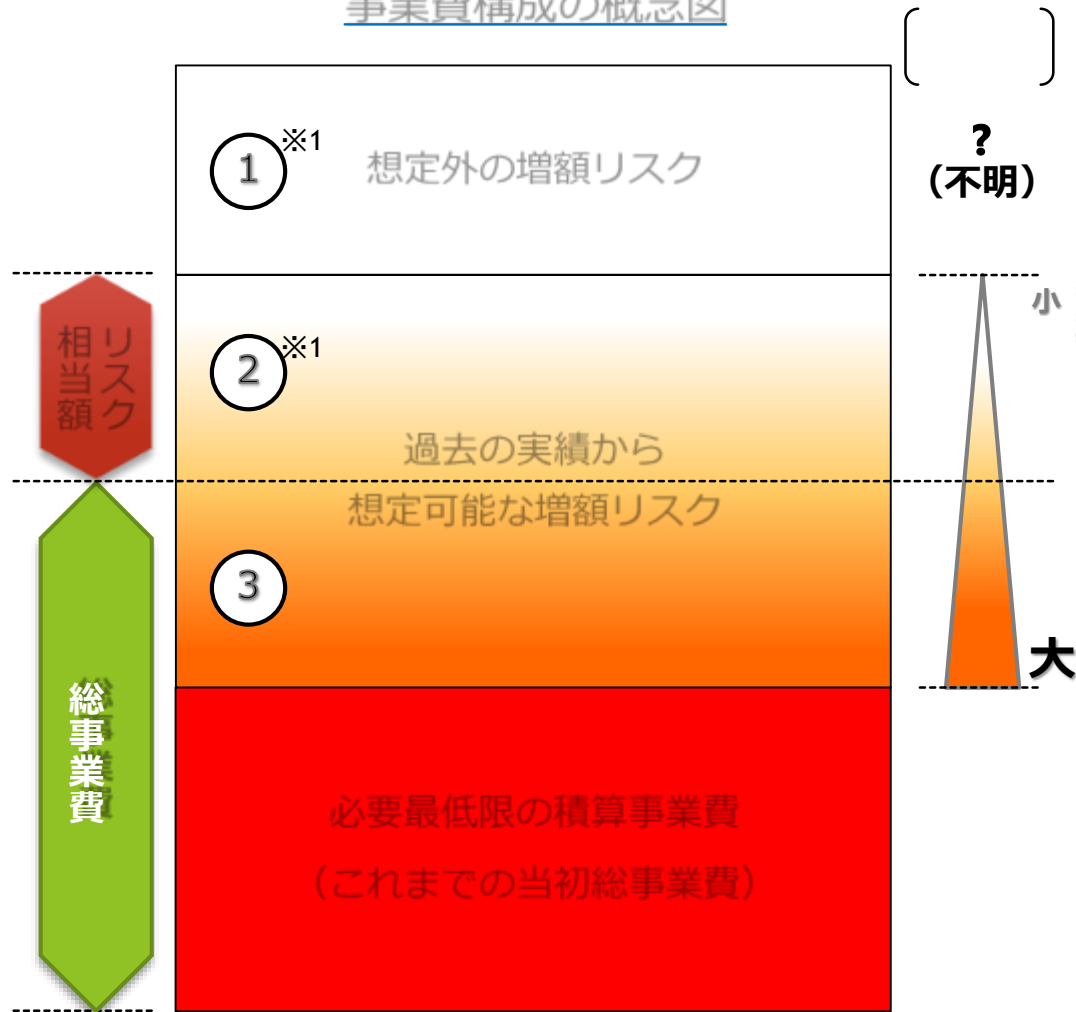 事業費構成の概念図
① ※1
想定外の増額リスク
?
（不明）
小
リスク
相当額
② ※1
過去の実績から
想定可能な増額リスク
③
大
総事業費
必要最低限の積算事業費
（これまでの当初総事業費）